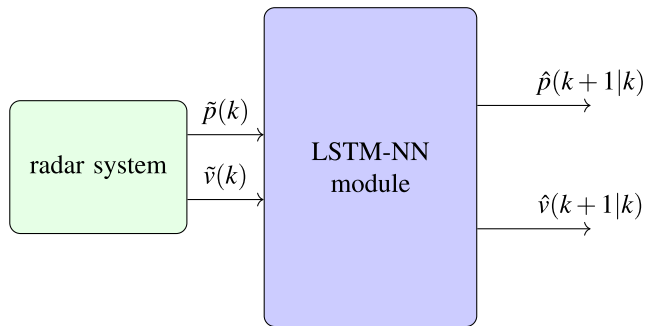 radar system
p̃(k)
ṽ(k)
LSTM-NN
module
p̂(k + 1|k)
v̂(k + 1|k)